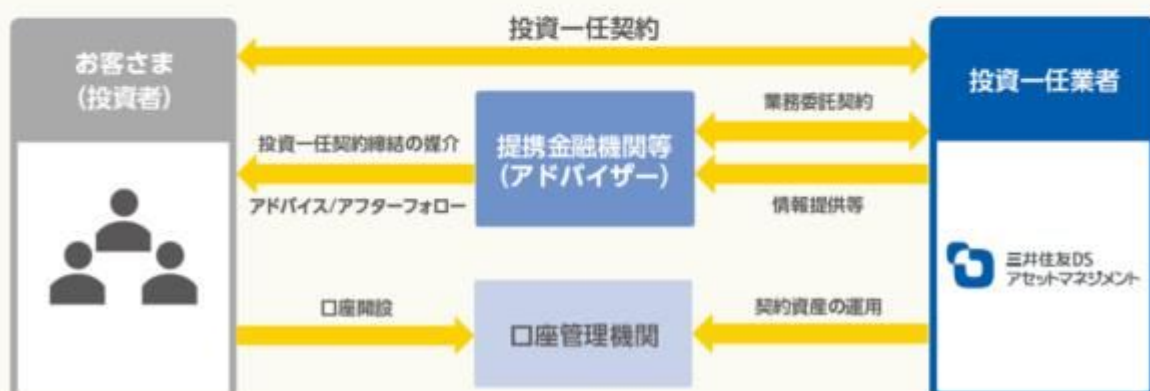 投資一任契約
お客さま
(投資者)
投資一任業者
業務委託契約
投資一任契約締結の媒介
提携金融機関等
(アドバイザー)
アドバイス/アフターフォロー
情報提供等
三井住友DS
アセットマネジメント
口座開設
口座管理機関
契約資産の運用